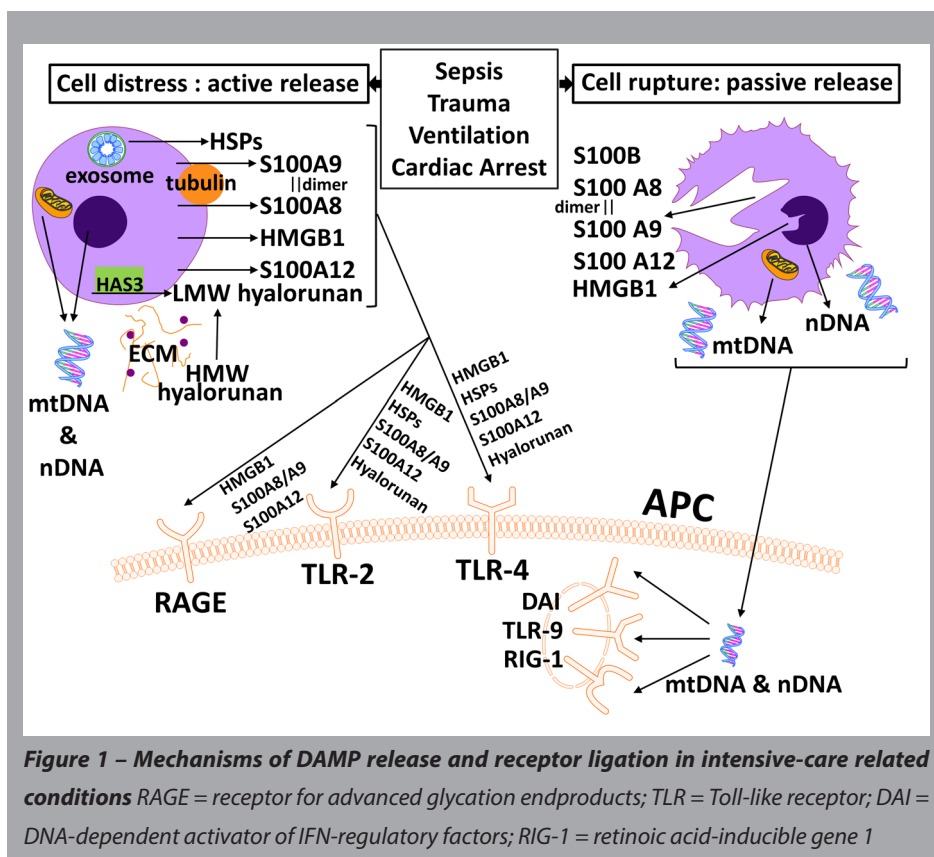 Cell distress : active release
Sepsis
Trauma
Ventilation
Cardiac Arrest
Cell rupture: passive release
exosome
HSPs
tubulin
S100A9
||dimer
S100A8
HMGB1
S100A12
HAS3
LMW hyalorunan
ECM
HMW
hyalorunan
mtDNA
&
nDNA
S100B
S100 A8
dimer||
S100 A9
S100 A12
HMGB1
mtDNA
nDNA
HMGB1
S100A8/A9
S100A12
HMGB1
HSPs
S100A8/A9
S100A12
Hyalorunan
HMGB1
HSPs
S100A8/A9
S100A12
Hyalorunan
APC
RAGE
TLR-2
TLR-4
DAI
TLR-9
RIG-1
mtDNA & nDNA
Figure 1 – Mechanisms of DAMP release and receptor ligation in intensive-care related
conditions RAGE = receptor for advanced glycation endproducts; TLR = Toll-like receptor; DAI =
DNA-dependent activator of IFN-regulatory factors; RIG-1 = retinoic acid-inducible gene 1